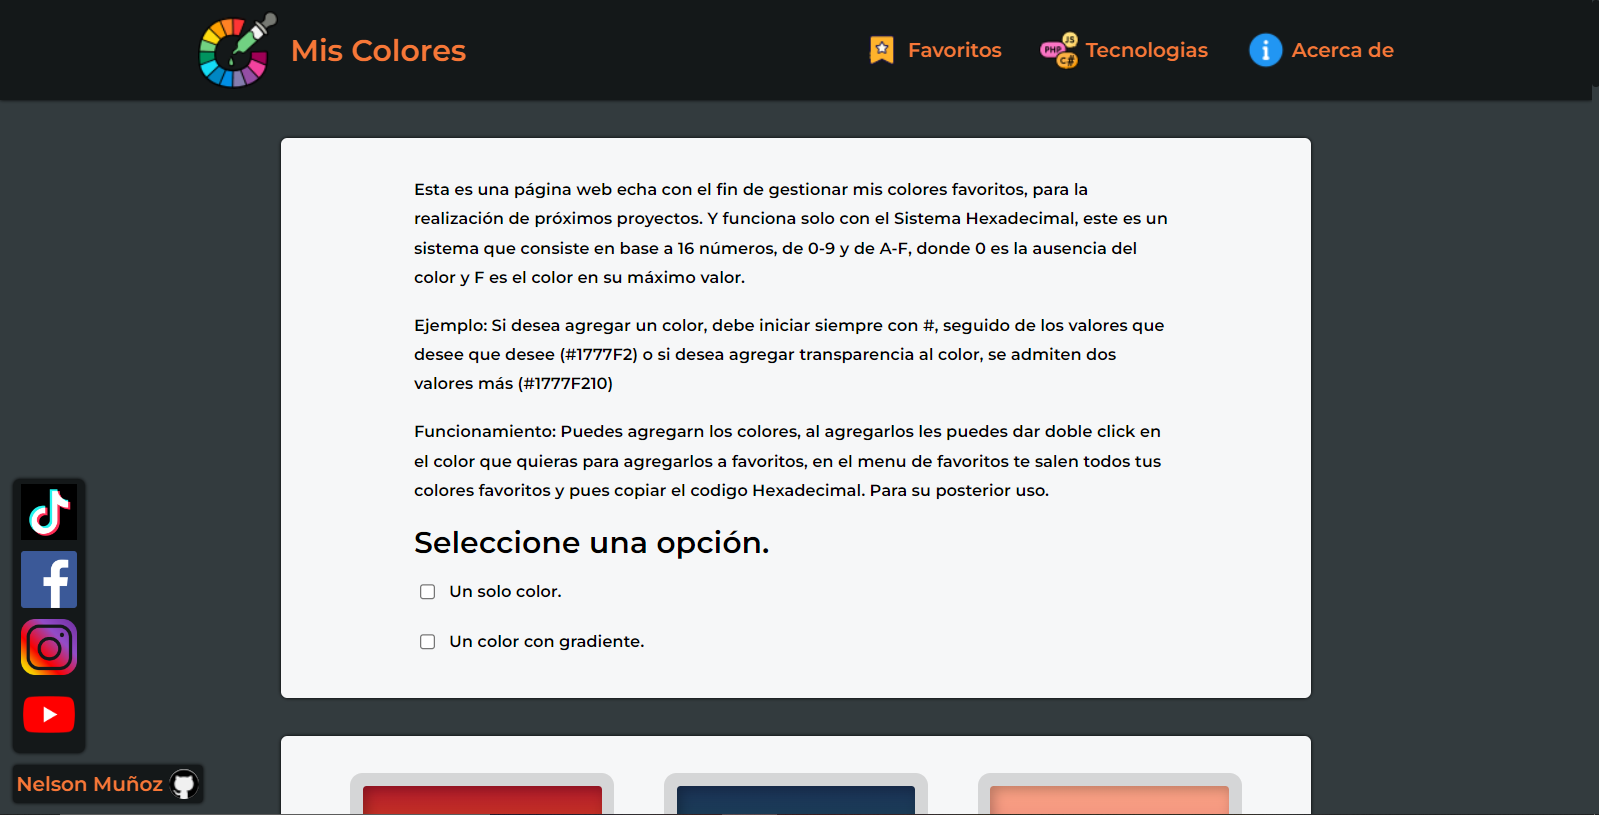 Mis Colores
Favoritos
JS
PHP
C#
Tecnologias
Acerca de
Esta es una página web echa con el fin de gestionar mis colores favoritos, para la
realización de próximos proyectos. Y funciona solo con el Sistema Hexadecimal, este es un
sistema que consiste en base a 16 números, de 0-9 y de A-F, donde 0 es la ausencia del
color y F es el color en su máximo valor.
Ejemplo: Si desea agregar un color, debe iniciar siempre con #, seguido de los valores que
desee que desee (#1777F2) o si desea agregar transparencia al color, se admiten dos
valores más (#1777F210)
Funcionamiento: Puedes agregarn los colores, al agregarlos les puedes dar doble click en
el color que quieras para agregarlos a favoritos, en el menu de favoritos te salen todos tus
colores favoritos y pues copiar el codigo Hexadecimal. Para su posterior uso.
Seleccione una opción.
Un solo color.
Un color con gradiente.
Nelson Muñoz